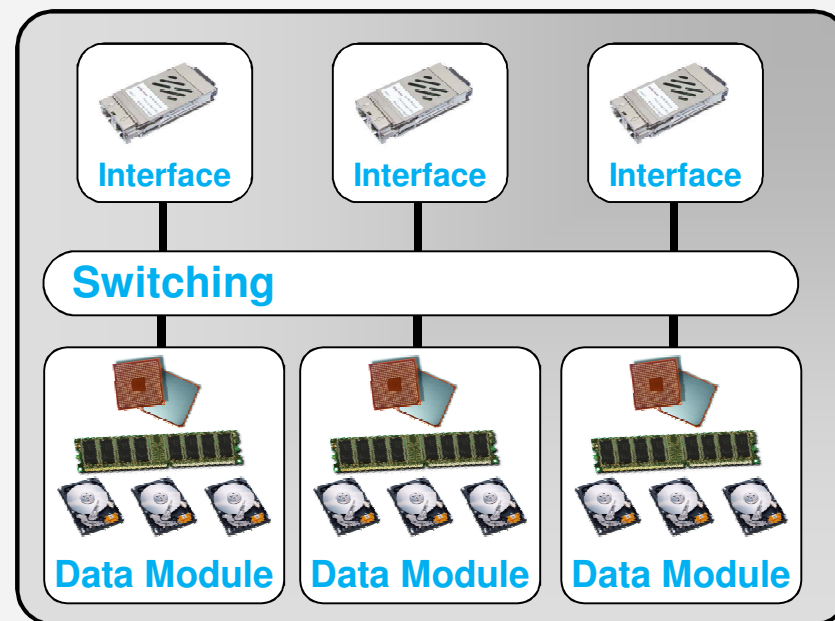 Interface Interface Interface
Switching
Data Module Data Module Data Module